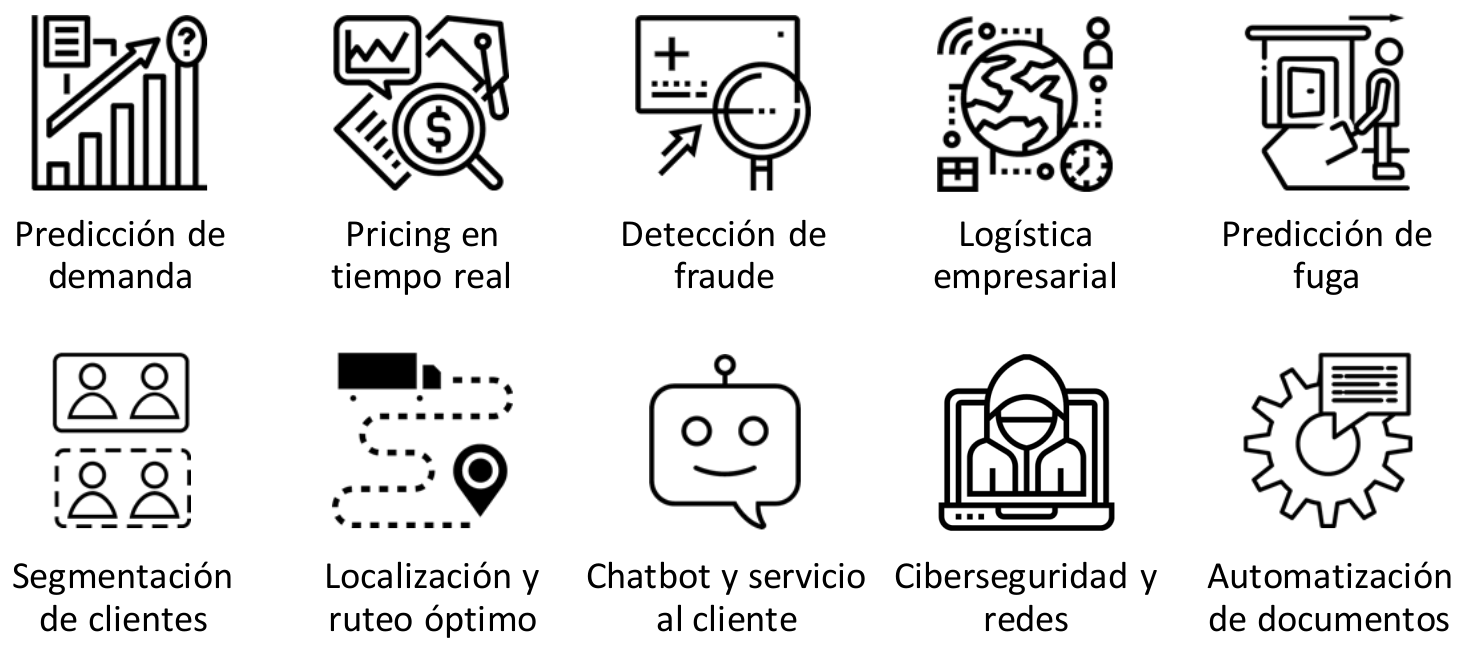 Predicción de
demanda
Pricing en
tiempo real
Detección de
fraude
Logística
empresarial
Predicción de
fuga
Segmentación
de clientes
Localización y
ruteo óptimo
Chatbot y servicio
al cliente
Ciberseguridad y
redes
Automatización
de documentos